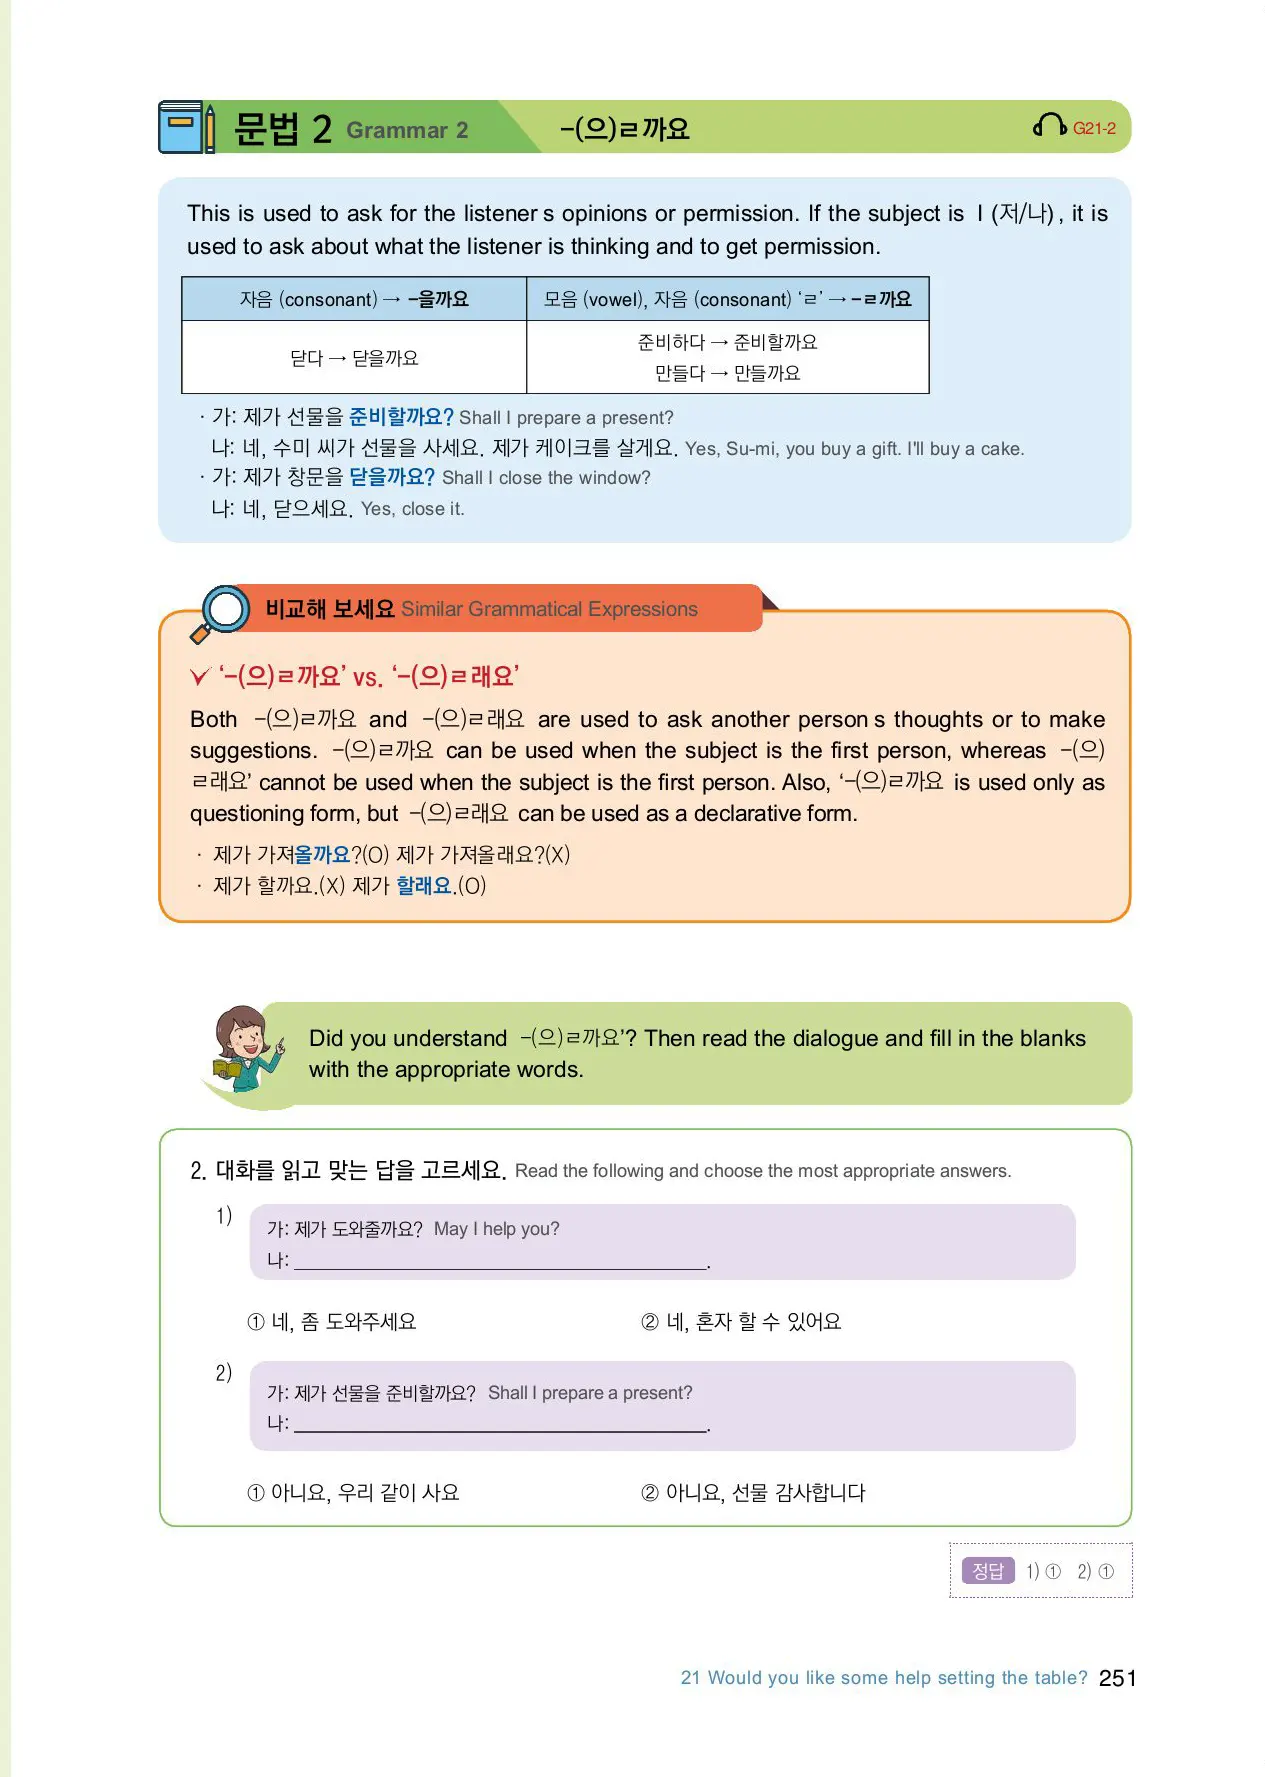 문법 2 Grammar 2 -(으)ㄹ까요 G21-2
This is used to ask for the listener s opinions or permission. If the subject is I (저/나) , it is
used to ask about what the listener is thinking and to get permission.
자음 (consonant) → -을까요 모음 (vowel), 자음 (consonant) ‘ㄹ’ → -ㄹ까요
닫다 → 닫을까요
준비하다 → 준비할까요
만들다 → 만들까요
· 가: 제가 선물을 준비할까요? Shall I prepare a present?
나: 네, 수미 씨가 선물을 사세요. 제가 케이크를 살게요. Yes, Su-mi, you buy a gift. I'll buy a cake.
· 가: 제가 창문을 닫을까요? Shall I close the window?
나: 네, 닫으세요. Yes, close it.
비교해 보세요 Similar Grammatical Expressions
‘-(으)ㄹ까요’ vs. ‘-(으)ㄹ래요’
Both -(으)ㄹ까요 and -(으)ㄹ래요 are used to ask another person s thoughts or to make
suggestions. -(으)ㄹ까요 can be used when the subject is the first person, whereas -(으)
ㄹ래요’ cannot be used when the subject is the first person. Also, ‘-(으)ㄹ까요 is used only as
questioning form, but -(으)ㄹ래요 can be used as a declarative form.
· 제가 가져올까요?(O) 제가 가져올래요?(X)
· 제가 할까요.(X) 제가 할래요.(O)
Did you understand -(으)ㄹ까요’? Then read the dialogue and fill in the blanks
with the appropriate words.
2. 대화를 읽고 맞는 답을 고르세요. Read the following and choose the most appropriate answers.
1)
가: 제가 도와줄까요? May I help you?
나: ________________________________.
① 네, 좀 도와주세요 ② 네, 혼자 할 수 있어요
2)
가: 제가 선물을 준비할까요? Shall I prepare a present?
나: ________________________________.
① 아니요, 우리 같이 사요 ② 아니요, 선물 감사합니다
정답 1) ① 2) ①
21 Would you like some help setting the table? 251